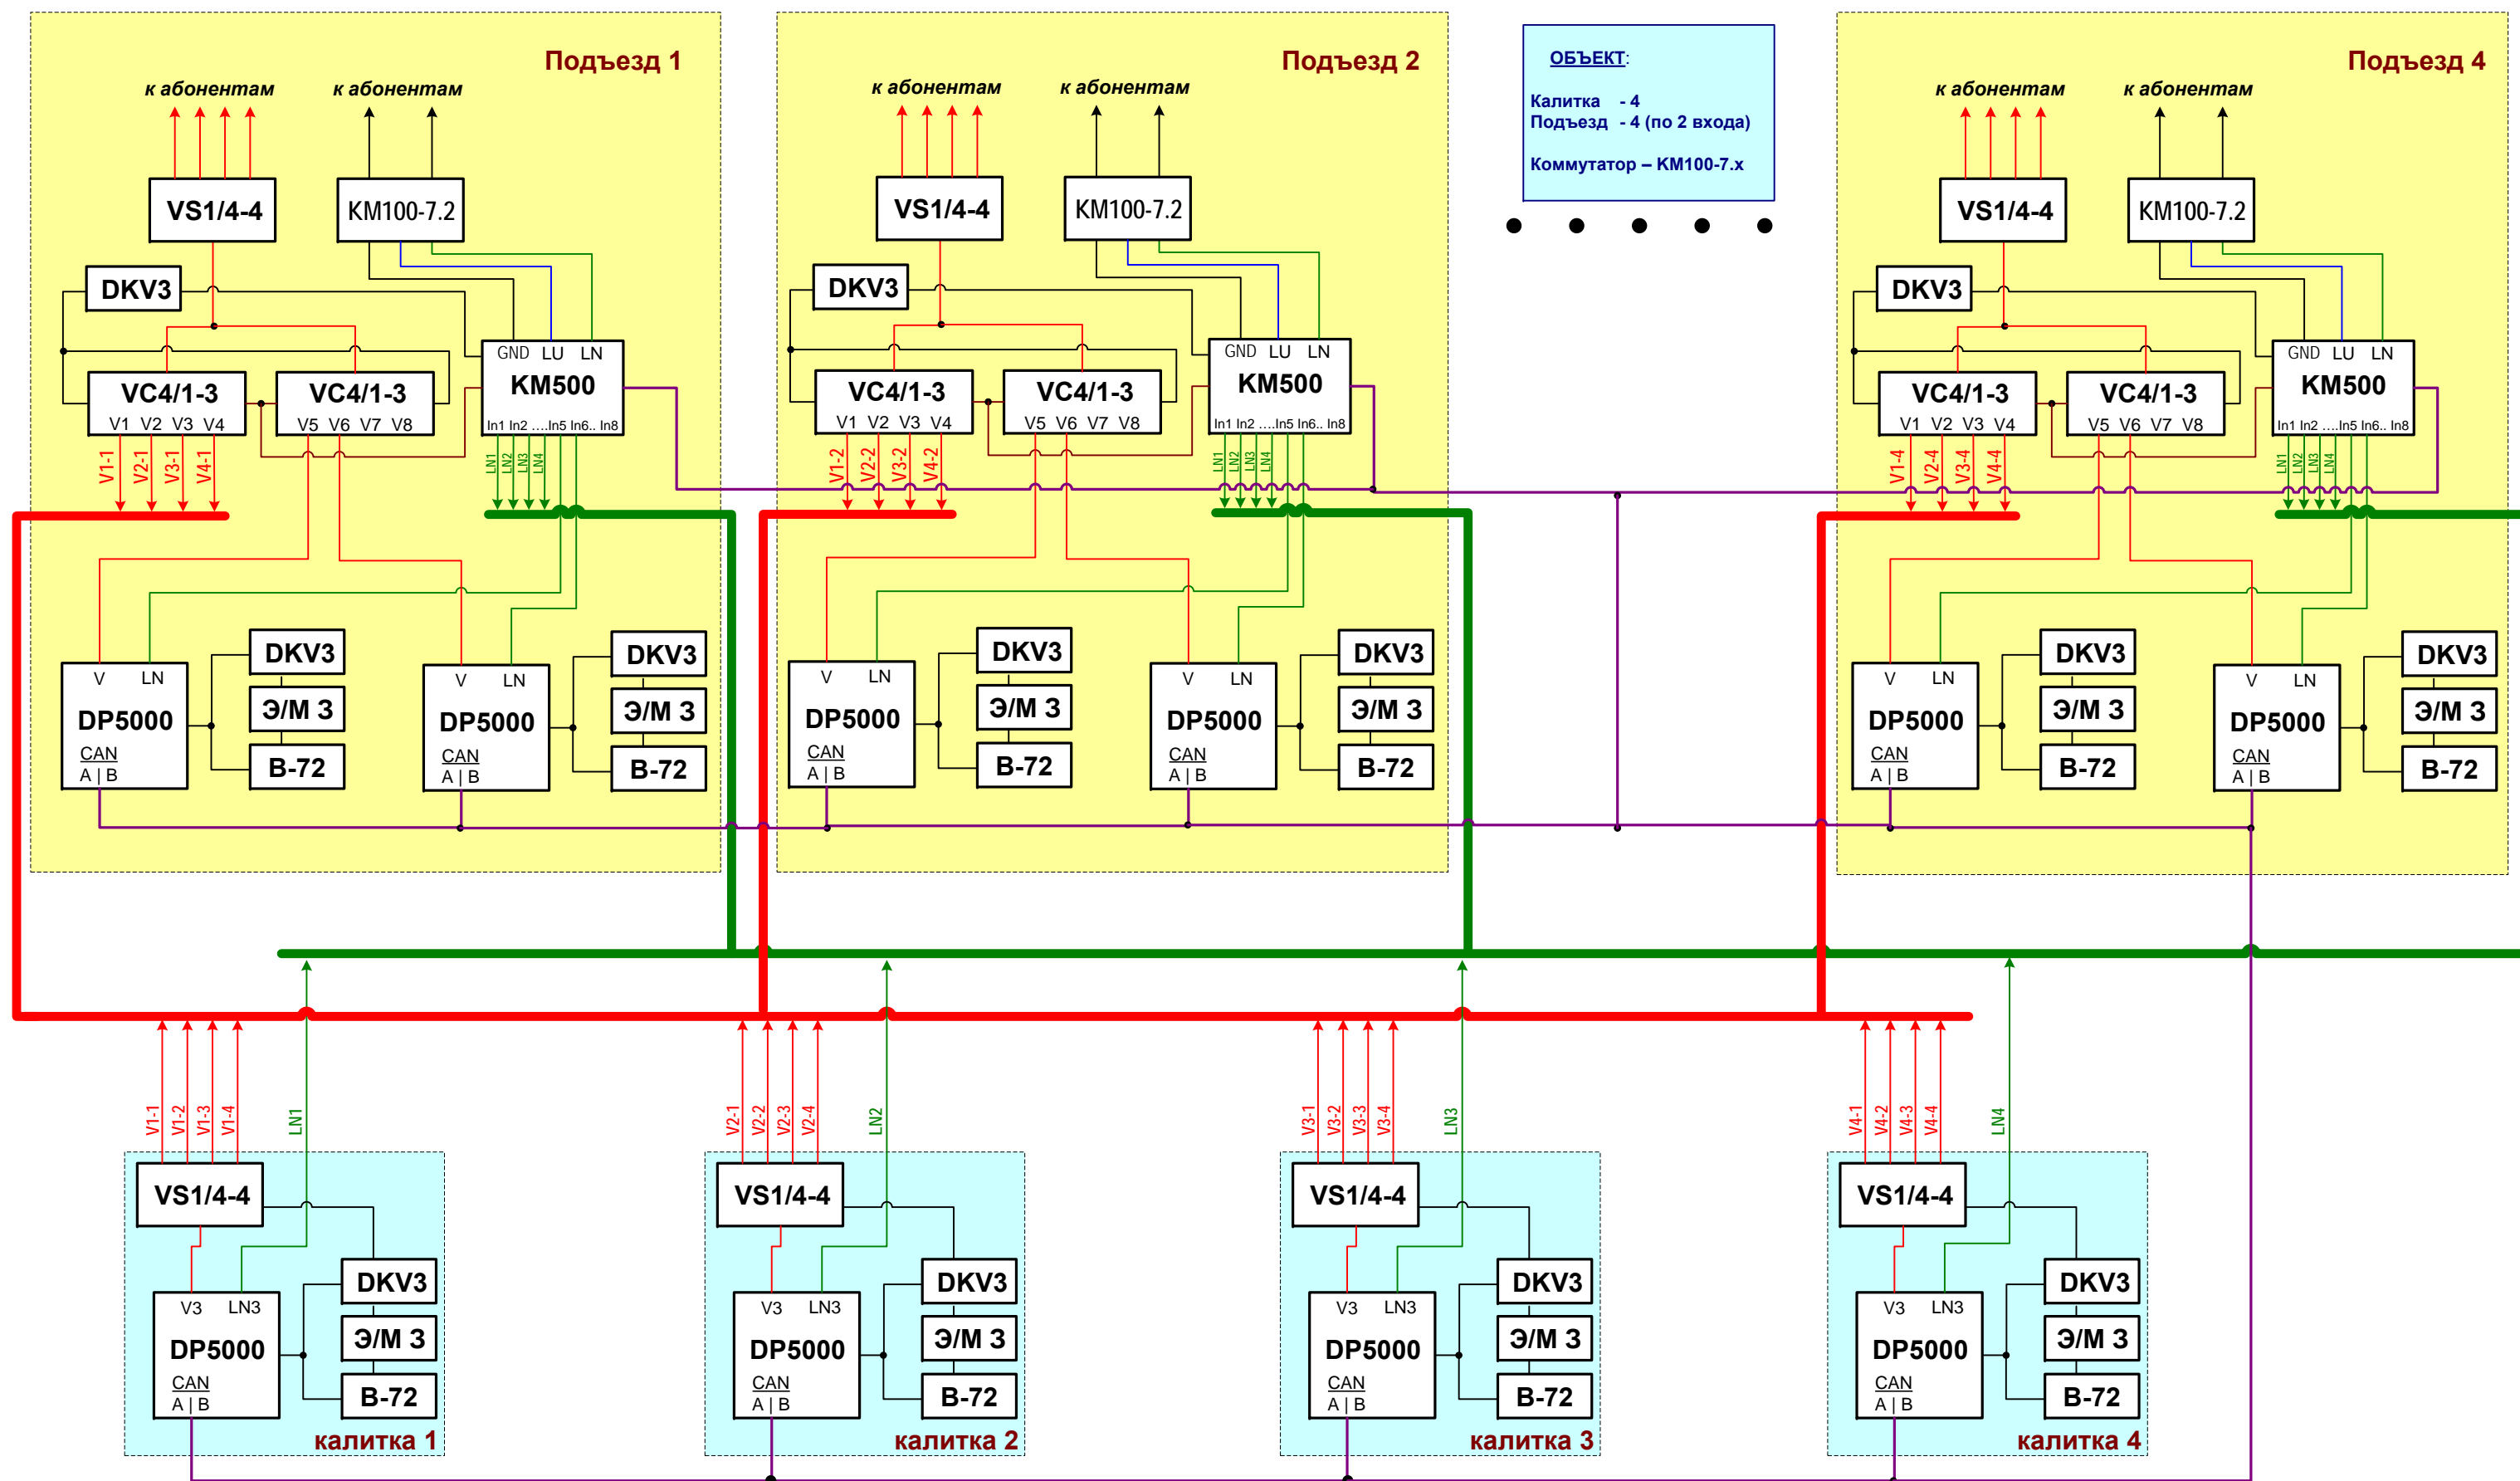 Подъезд 1
к абонентам
к абонентам
VS1/4-4
KM100-7.2
DKV3
GND LU LN
KM500
In1 In2 ....In5 In6.. In8
VC4/1-3
V1 V2 V3 V4
VC4/1-3
V5 V6 V7 V8
V1-1
V2-1
V3-1
V4-1
LN1
LN2
LN3
LN4
V LN
DP5000
CAN
A | B
DKV3
Э/М З
В-72
V LN
DP5000
CAN
A | B
DKV3
Э/М З
В-72
Подъезд 2
к абонентам
к абонентам
VS1/4-4
KM100-7.2
DKV3
GND LU LN
KM500
In1 In2 ....In5 In6.. In8
VC4/1-3
V1 V2 V3 V4
VC4/1-3
V5 V6 V7 V8
V1-2
V2-2
V3-2
V4-2
LN1
LN2
LN3
LN4
V LN
DP5000
CAN
A | B
DKV3
Э/М З
В-72
V LN
DP5000
CAN
A | B
DKV3
Э/М З
В-72
ОБЪЕКТ:
Калитка - 4
Подъезд - 4 (по 2 входа)
Коммутатор – KM100-7.x
Подъезд 4
к абонентам
к абонентам
VS1/4-4
KM100-7.2
DKV3
GND LU LN
KM500
In1 In2 ....In5 In6.. In8
VC4/1-3
V1 V2 V3 V4
VC4/1-3
V5 V6 V7 V8
V1-4
V2-4
V3-4
V4-4
LN1
LN2
LN3
LN4
V LN
DP5000
CAN
A | B
DKV3
Э/М З
В-72
V LN
DP5000
CAN
A | B
DKV3
Э/М З
В-72
V1-1
V1-2
V1-3
V1-4
LN1
VS1/4-4
V3 LN3
DP5000
CAN
A | B
DKV3
Э/М З
В-72
калитка 1
V2-1
V2-2
V2-3
V2-4
LN2
VS1/4-4
V3 LN3
DP5000
CAN
A | B
DKV3
Э/М З
В-72
калитка 2
V3-1
V3-2
V3-3
V3-4
LN3
VS1/4-4
V3 LN3
DP5000
CAN
A | B
DKV3
Э/М З
В-72
калитка 3
V4-1
V4-2
V4-3
V4-4
LN4
VS1/4-4
V3 LN3
DP5000
CAN
A | B
DKV3
Э/М З
В-72
калитка 4